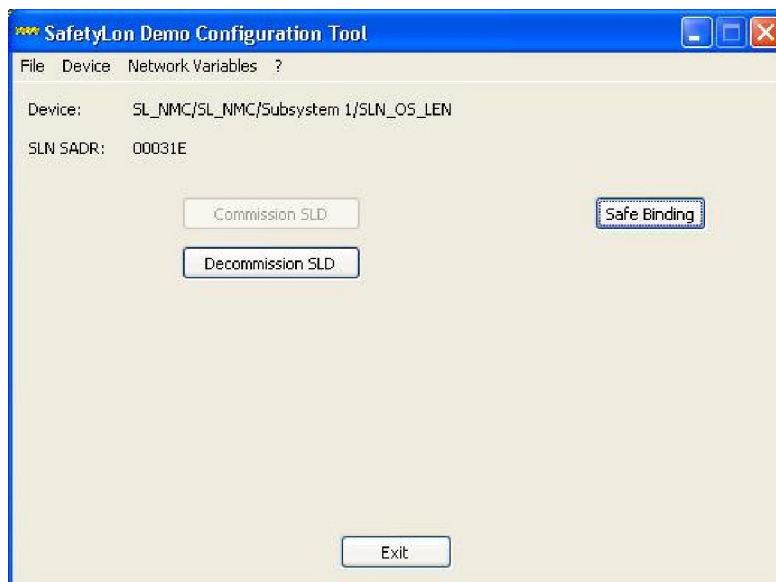 SafetyLon Demo Configuration Tool
File Device Network Variables ?
Device: SL_NMC/SL_NMC/Subsystem 1/SLN_OS_LEN
SLN SADR: 00031E
Commission SLD
Safe Binding
Decommission SLD
Exit